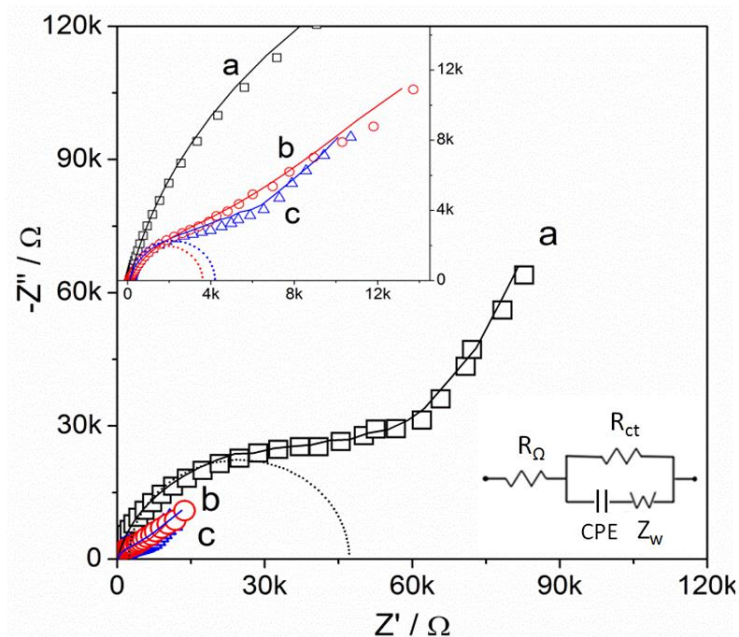 120k
90k
60k
30k
0
-Z" / Ω
0
30k
60k
90k
120k
Z' / Ω
a
b
c
a
b
c
12k
8k
4k
0
0
4k
8k
12k
R_Ω
R_ct
CPE
Z_w